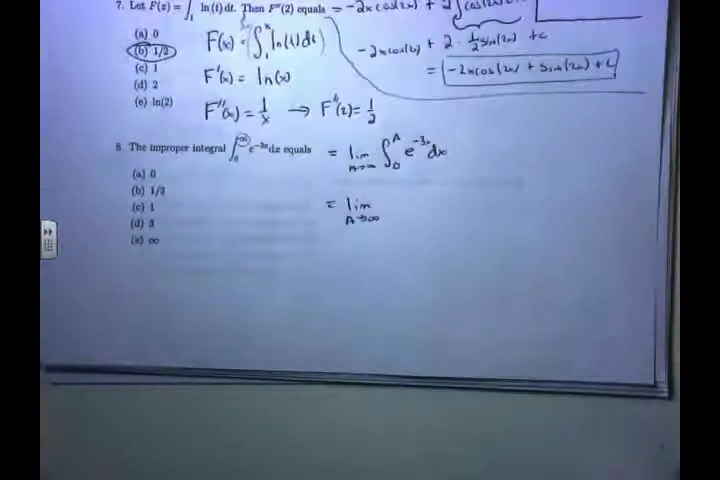 7. Let F(x) = ∫₁ ln(t) dt. Then F''(2) equals = -2x cos(2x) + 2∫cos(2x)
(a) 0
(b) 1/2
(c) 1
(d) 2
(e) ln(2)
F(x) = (∫₁ˣ ln(t) dt)
F'(x) = ln(x)
F''(x) = 1/x → F''(2) = 1/2
-2x cos(2x) + 2 · 1/2 sin(2x) + C
= -2x cos(2x) + sin(2x) + C
8. The improper integral ∫₀^∞ e^{-3x} dx equals = lim A→∞ ∫₀ᴬ e^{-3x} dx
(a) 0
(b) 1/3
(c) 1
(d) 3
(e) ∞
= lim A→∞